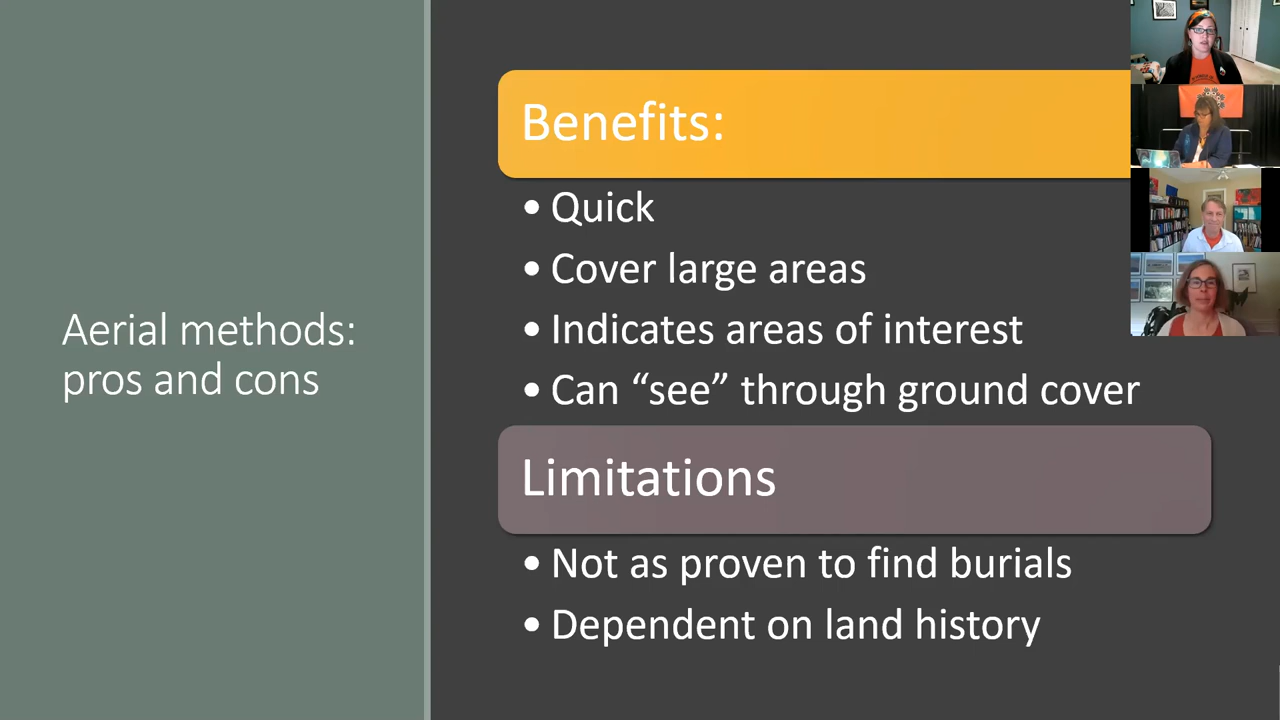 Aerial methods:
pros and cons
Benefits:
• Quick
• Cover large areas
• Indicates areas of interest
• Can “see” through ground cover
Limitations
• Not as proven to find burials
• Dependent on land history